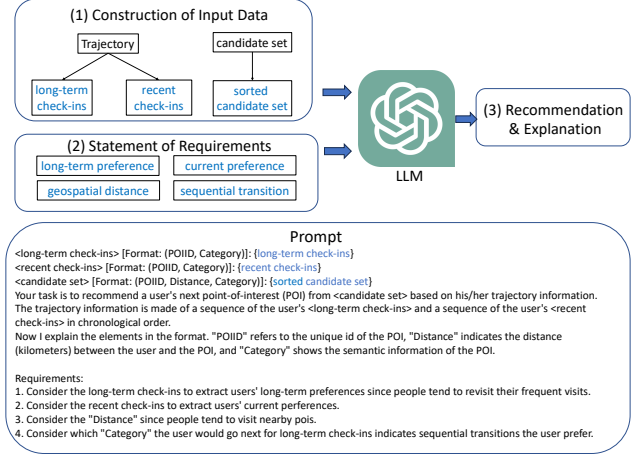 (1) Construction of Input Data
Trajectory
candidate set
long-term check-ins
recent check-ins
sorted candidate set
(2) Statement of Requirements
long-term preference
current preference
geospatial distance
sequential transition
LLM
(3) Recommendation & Explanation
Prompt
<long-term check-ins> [Format: (POIID, Category)]: {long-term check-ins}
<recent check-ins> [Format: (POIID, Category)]: {recent check-ins}
<candidate set> [Format: (POIID, Distance, Category)]: {sorted candidate set}
Your task is to recommend a user's next point-of-interest (POI) from <candidate set> based on his/her trajectory information.
The trajectory information is made of a sequence of the user's <long-term check-ins> and a sequence of the user's <recent
check-ins> in chronological order.
Now I explain the elements in the format. "POIID" refers to the unique id of the POI, "Distance" indicates the distance
(kilometers) between the user and the POI, and "Category" shows the semantic information of the POI.
Requirements:
1. Consider the long-term check-ins to extract users' long-term preferences since people tend to revisit their frequent visits.
2. Consider the recent check-ins to extract users' current perferences.
3. Consider the "Distance" since people tend to visit nearby pois.
4. Consider which "Category" the user would go next for long-term check-ins indicates sequential transitions the user prefer.